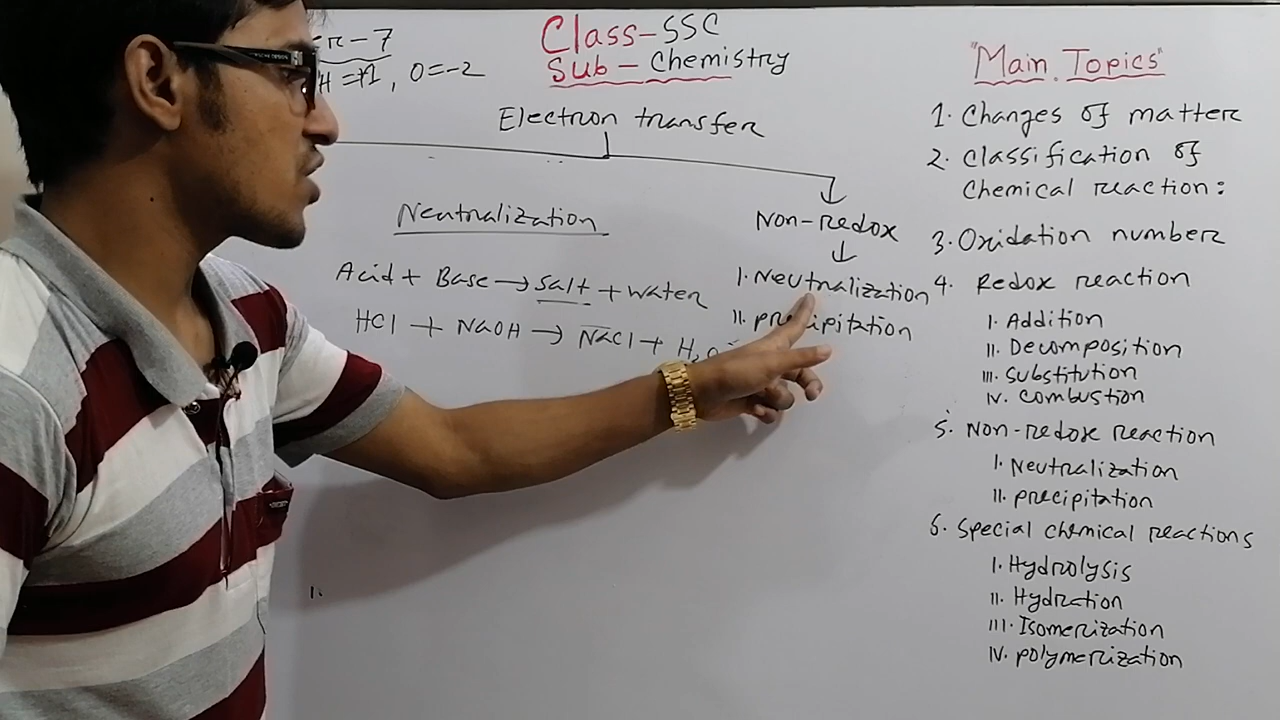 Class-SSC
Sub- Chemistry
H = +1, O=-2
Electron transfer
Neutralization
Acid + Base → Salt + Water
HCl + NaOH → NaCl + H₂O
Non-Redox
I. Neutralization
II. precipitation
"Main Topics"
1. Changes of matter
2. Classification of
Chemical reaction:
3. Oxidation number
4. Redox reaction
I. Addition
II. Decomposition
III. substitution
IV. Combustion
5. Non-redox reaction
I. Neutralization
II. precipitation
6. Special chemical reactions
I. Hydrolysis
II. Hydration
III. Isomerization
IV. polymerization
1.